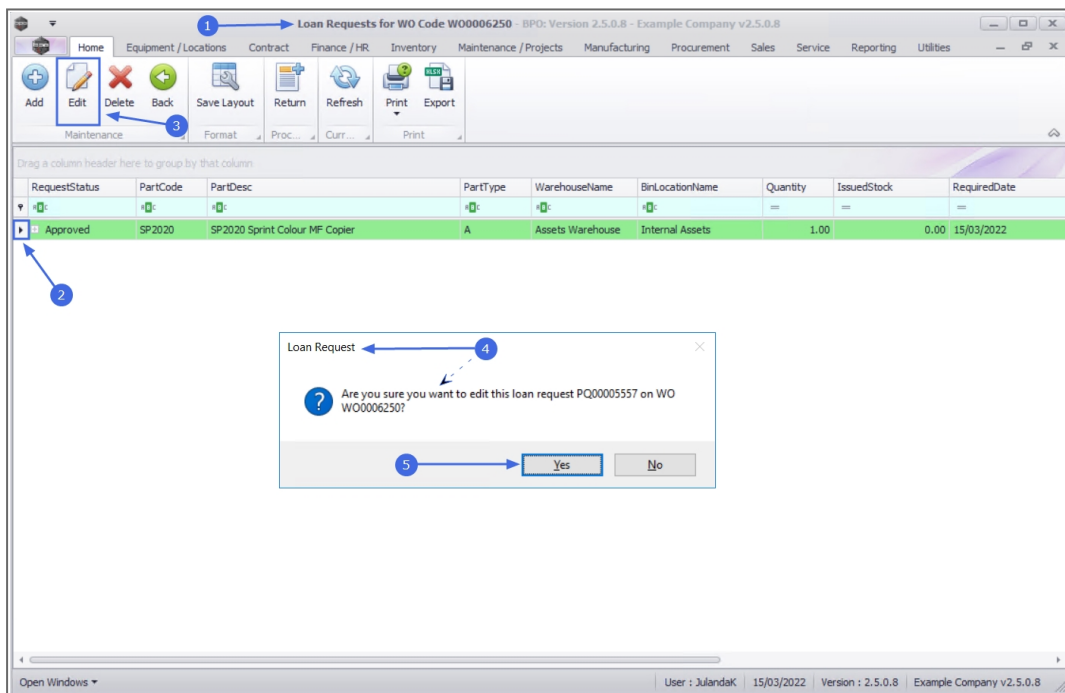 1
Loan Requests for WO Code WO0006250 - BPO: Version 2.5.0.8 - Example Company v2.5.0.8
Home Equipment / Locations Contract Finance / HR Inventory Maintenance / Projects Manufacturing Procurement Sales Service Reporting Utilities
Add Edit Delete Back Save Layout Return Refresh Print Export
3
Maintenance Format Proc... Curr... Print
Drag a column header here to group by that column
RequestStatus PartCode PartDesc PartType WarehouseName BinLocationName Quantity IssuedStock RequiredDate
= = =
Approved SP2020 SP2020 Sprint Colour MF Copier A Assets Warehouse Internal Assets 1.00 0.00 15/03/2022
2
Loan Request
4
Are you sure you want to edit this loan request PQ00005557 on WO
WO0006250?
5
Yes No
Open Windows User : JulandaK 15/03/2022 Version : 2.5.0.8 Example Company v2.5.0.8